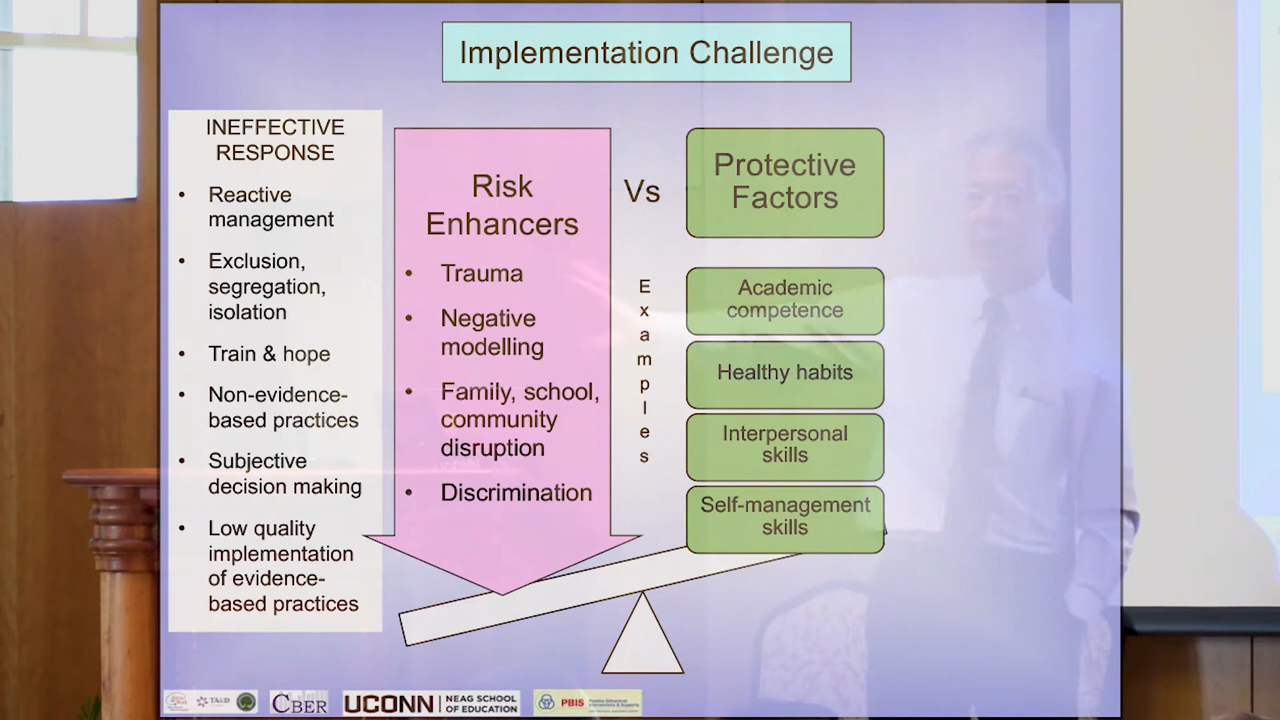 Implementation Challenge
INEFFECTIVE
RESPONSE
• Reactive
management
• Exclusion,
segregation,
isolation
• Train & hope
• Non-evidence-
based practices
• Subjective
decision making
• Low quality
implementation
of evidence-
based practices
Risk
Enhancers
• Trauma
• Negative
modelling
• Family, school,
community
disruption
• Discrimination
Vs
Examples
Protective
Factors
Academic
competence
Healthy habits
Interpersonal
skills
Self-management
skills
CBER
UCONN
NEAG SCHOOL
OF EDUCATION
PBIS